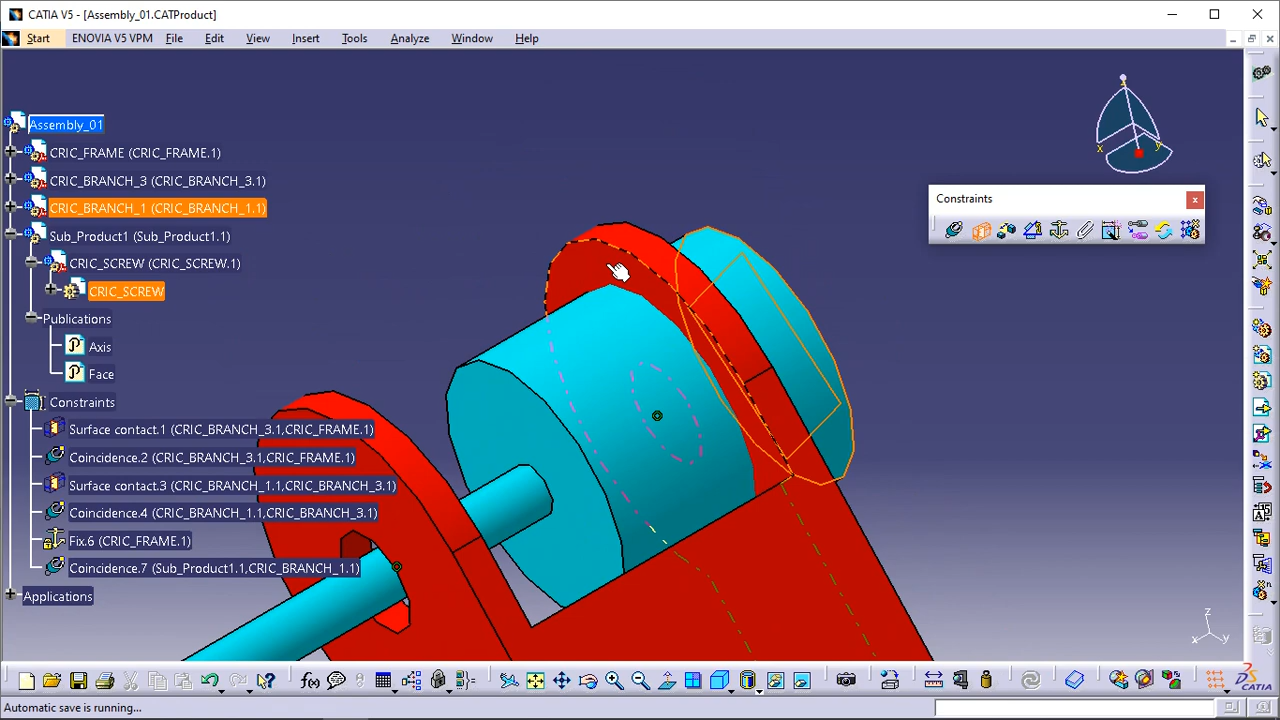 CATIA V5 - [Assembly_01.CATProduct]
Start ENOVIA V5 VPM File Edit View Insert Tools Analyze Window Help
Assembly_01
CRIC_FRAME (CRIC_FRAME.1)
CRIC_BRANCH_3 (CRIC_BRANCH_3.1)
CRIC_BRANCH_1 (CRIC_BRANCH_1.1)
Sub_Product1 (Sub_Product1.1)
CRIC_SCREW (CRIC_SCREW.1)
CRIC_SCREW
Publications
Axis
Face
Constraints
Surface contact.1 (CRIC_BRANCH_3.1,CRIC_FRAME.1)
Coincidence.2 (CRIC_BRANCH_3.1,CRIC_FRAME.1)
Surface contact.3 (CRIC_BRANCH_1.1,CRIC_BRANCH_3.1)
Coincidence.4 (CRIC_BRANCH_1.1,CRIC_BRANCH_3.1)
Fix.6 (CRIC_FRAME.1)
Coincidence.7 (Sub_Product1.1,CRIC_BRANCH_1.1)
Applications
Constraints
z
x y
z
x y
Automatic save is running...
CATIA